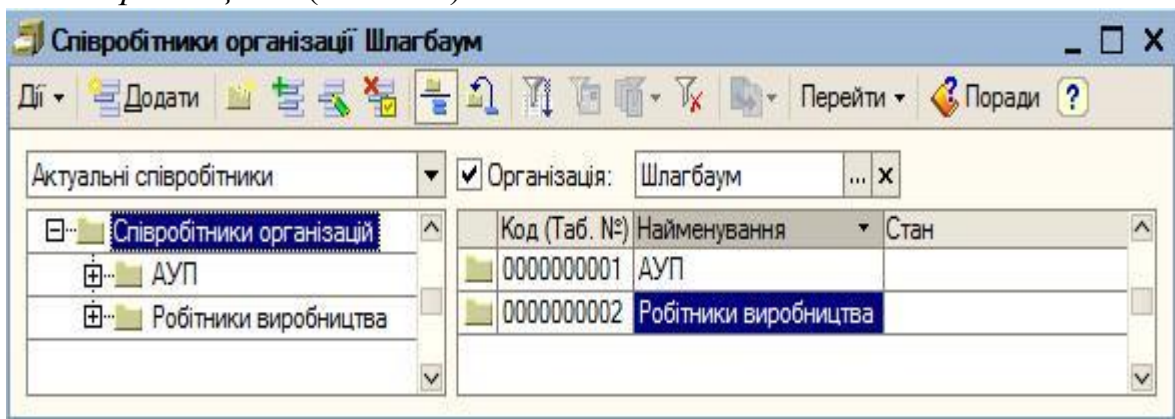 Співробітники організації Шлагбаум
Дії Додати Перейти Поради ?
Актуальні співробітники Організація: Шлагбаум ... x
Співробітники організацій Код (Таб. №) Найменування Стан
АУП 0000000001 АУП
Робітники виробництва 0000000002 Робітники виробництва